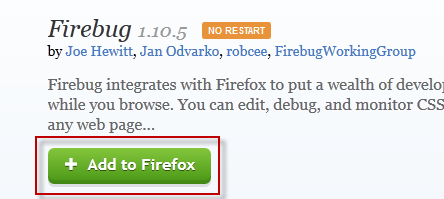 Firebug 1.10.5 NO RESTART
by Joe Hewitt, Jan Odvarko, robcee, FirebugWorkingGroup
Firebug integrates with Firefox to put a wealth of develop
while you browse. You can edit, debug, and monitor CSS
any web page...
+ Add to Firefox